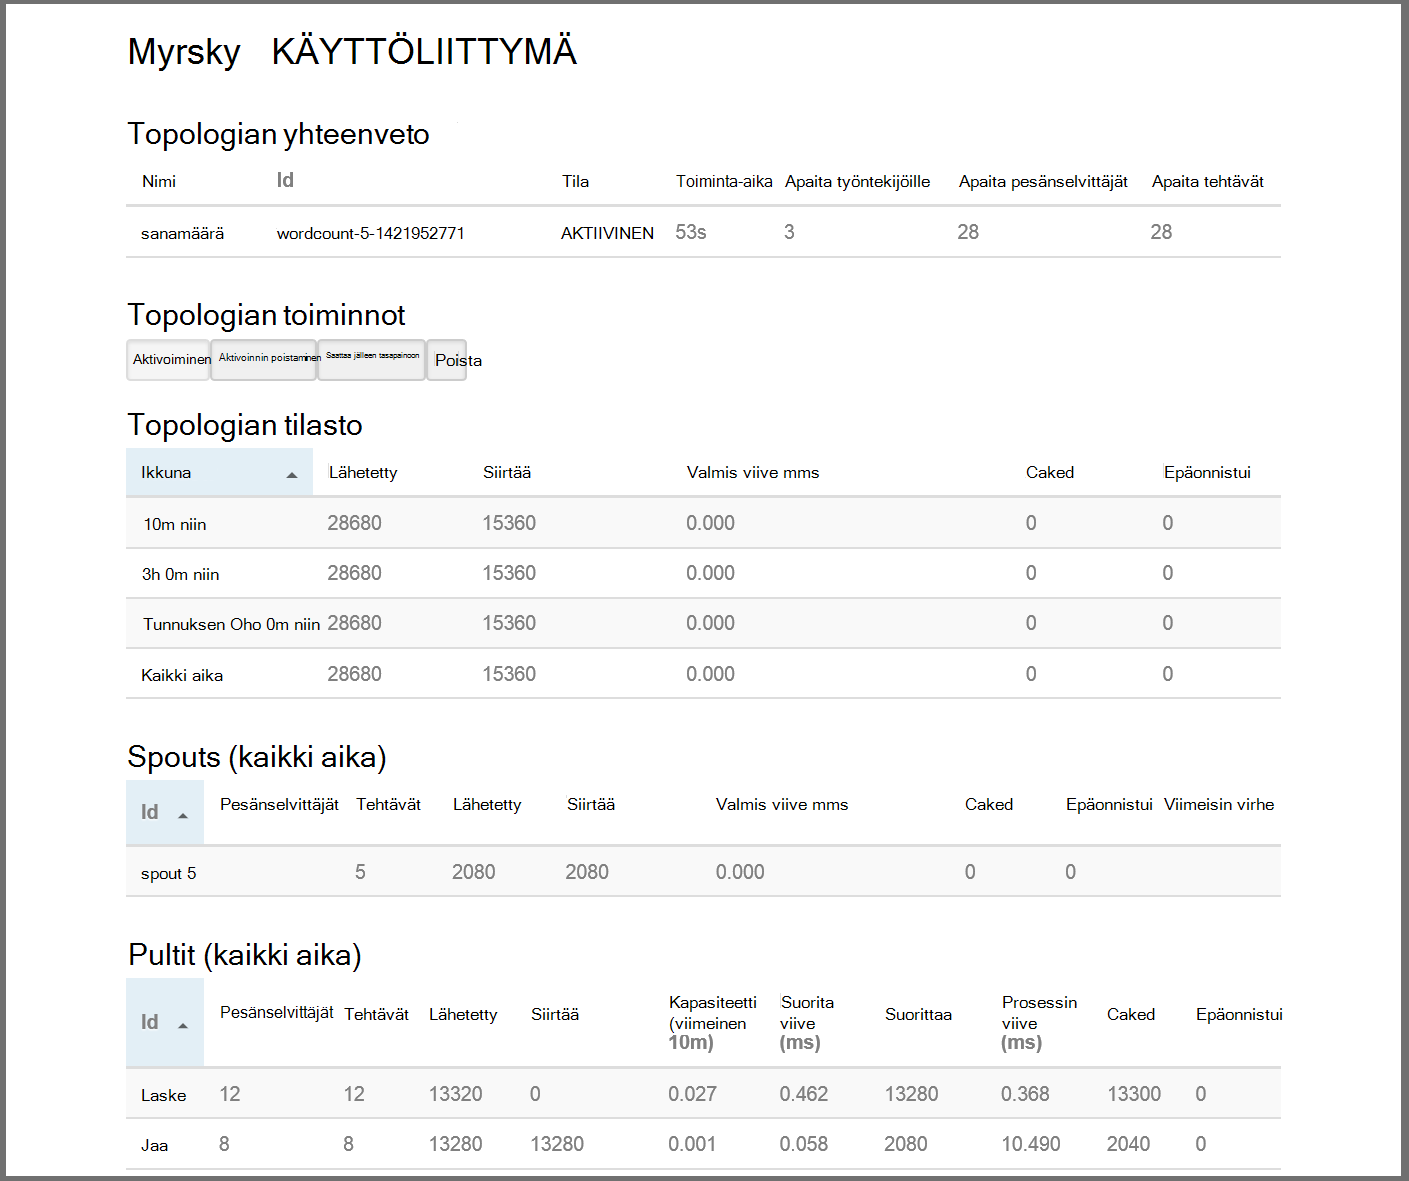 Myrsky KÄYTTÖLIITTYMÄ
Topologian yhteenveto
Nimi Id Tila Toiminta-aika Apaita työntekijöille Apaita pesänselvittäjät Apaita tehtävät
sanamäärä wordcount-5-1421952771 AKTIIVINEN 53s 3 28 28
Topologian toiminnot
Aktivoiminen Aktivoinnin poistaminen Saattaa jälleen tasapainoon Poista
Topologian tilasto
Ikkuna Lähetetty Siirtää Valmis viive mms Caked Epäonnistui
10m niin 28680 15360 0.000 0 0
3h 0m niin 28680 15360 0.000 0 0
Tunnuksen Oho 0m niin 28680 15360 0.000 0 0
Kaikki aika 28680 15360 0.000 0 0
Spouts (kaikki aika)
Id Pesänselvittäjät Tehtävät Lähetetty Siirtää Valmis viive mms Caked Epäonnistui Viimeisin virhe
spout 5 5 2080 2080 0.000 0 0
Pultit (kaikki aika)
Id Pesänselvittäjät Tehtävät Lähetetty Siirtää Kapasiteetti (viimeinen 10m) Suorita viive (ms) Suorittaa Prosessin viive (ms) Caked Epäonnistui
Laske 12 12 13320 0 0.027 0.462 13280 0.368 13300 0
Jaa 8 8 13280 13280 0.001 0.058 2080 10.490 2040 0